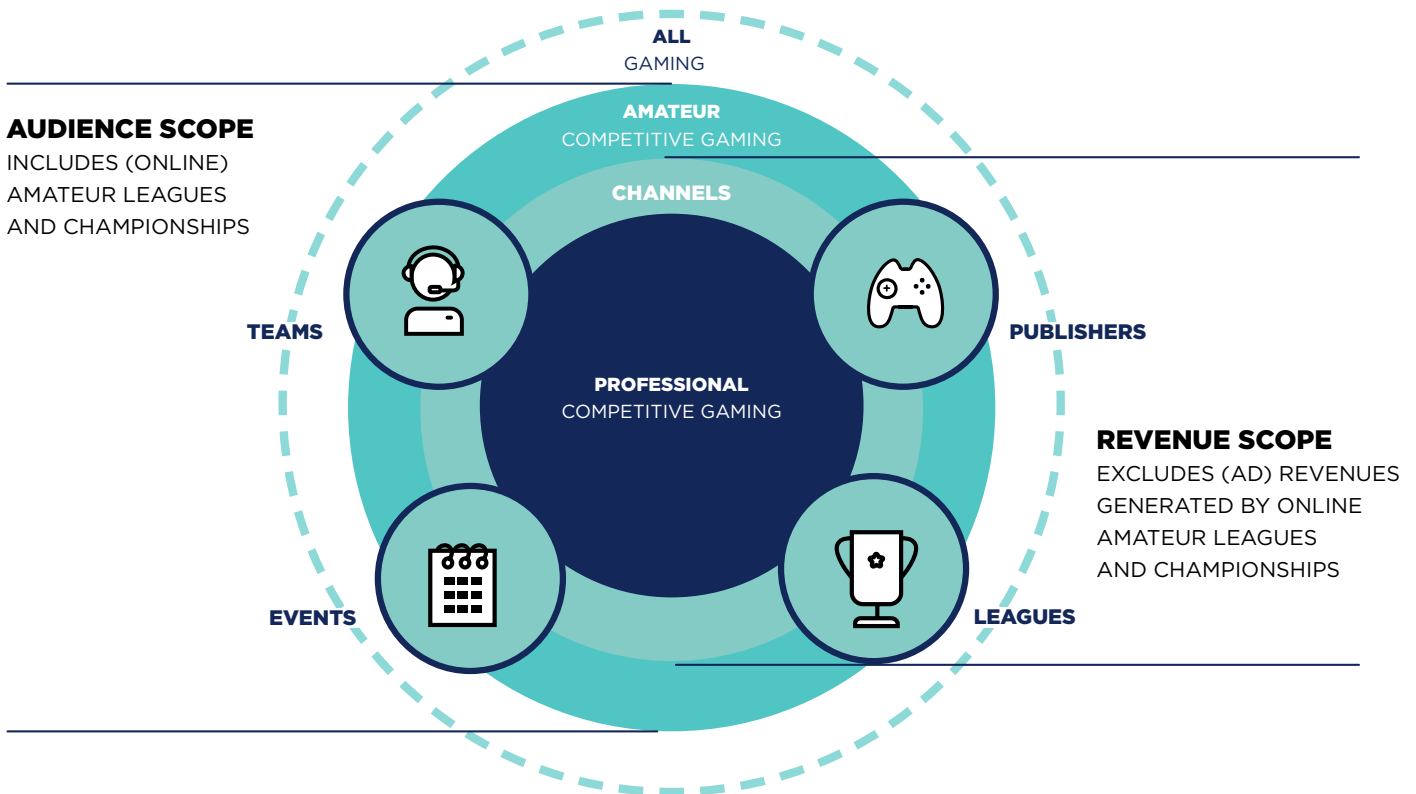 ALL
GAMING
AMATEUR
COMPETITIVE GAMING
AUDIENCE SCOPE
INCLUDES (ONLINE)
AMATEUR LEAGUES
AND CHAMPIONSHIPS
CHANNELS
TEAMS
PUBLISHERS
PROFESSIONAL
COMPETITIVE GAMING
REVENUE SCOPE
EXCLUDES (AD) REVENUES
GENERATED BY ONLINE
AMATEUR LEAGUES
AND CHAMPIONSHIPS
EVENTS
LEAGUES